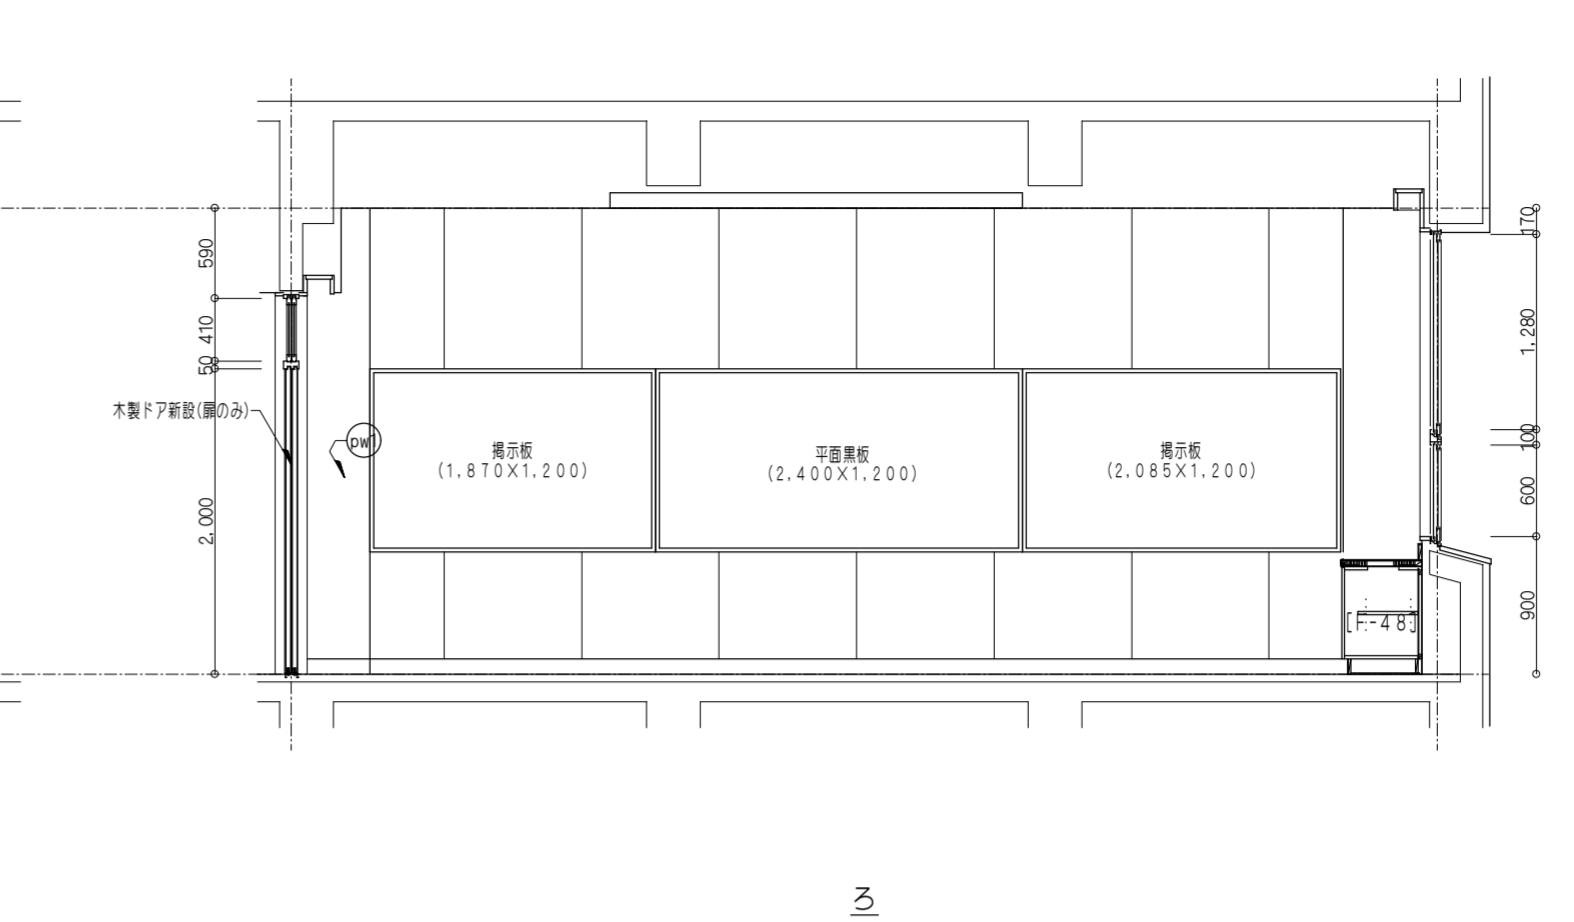 170
590
1,280
410
50
木製ドア新設(扉のみ)
pw1
掲示板
(1,870X1,200)
平面黒板
(2,400X1,200)
掲示板
(2,085X1,200)
100
600
2,000
900
[F-48]
ろ